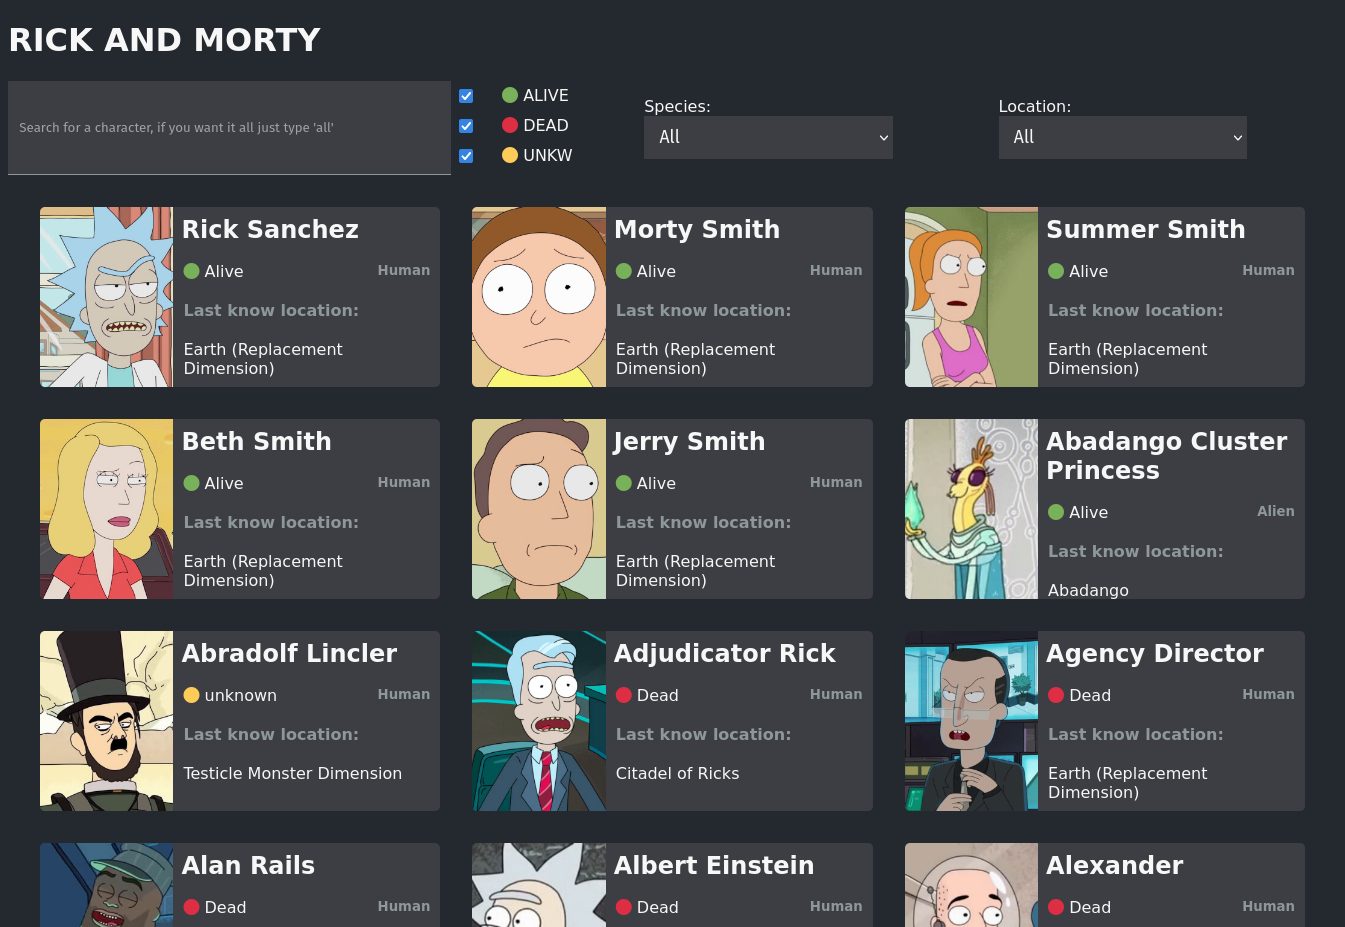 RICK AND MORTY
Search for a character, if you want it all just type 'all'
ALIVE
DEAD
UNKW
Species:
All
Location:
All
Rick Sanchez
Alive Human
Last know location:
Earth (Replacement
Dimension)
Morty Smith
Alive Human
Last know location:
Earth (Replacement
Dimension)
Summer Smith
Alive Human
Last know location:
Earth (Replacement
Dimension)
Beth Smith
Alive Human
Last know location:
Earth (Replacement
Dimension)
Jerry Smith
Alive Human
Last know location:
Earth (Replacement
Dimension)
Abadango Cluster
Princess
Alive Alien
Last know location:
Abadango
Abradolf Lincler
unknown Human
Last know location:
Testicle Monster Dimension
Adjudicator Rick
Dead Human
Last know location:
Citadel of Ricks
Agency Director
Dead Human
Last know location:
Earth (Replacement
Dimension)
Alan Rails
Dead Human
Albert Einstein
Dead Human
Alexander
Dead Human